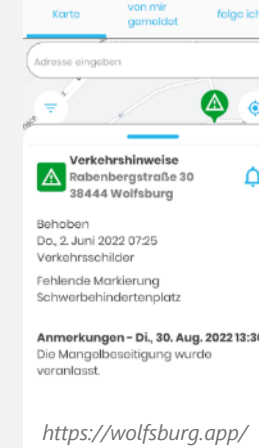 Karte
von mir
gemeldet
folge ich
Adresse eingeben
Verkehrshinweise
Rabenbergstraße 30
38444 Wolfsburg
Behoben
Do., 2. Juni 2022 07:25
Verkehrsschilder
Fehlende Markierung
Schwerbehindertenplatz
Anmerkungen - Di., 30. Aug. 2022 13:30
Die Mangelbeseitigung wurde
veranlasst.
https://wolfsburg.app/